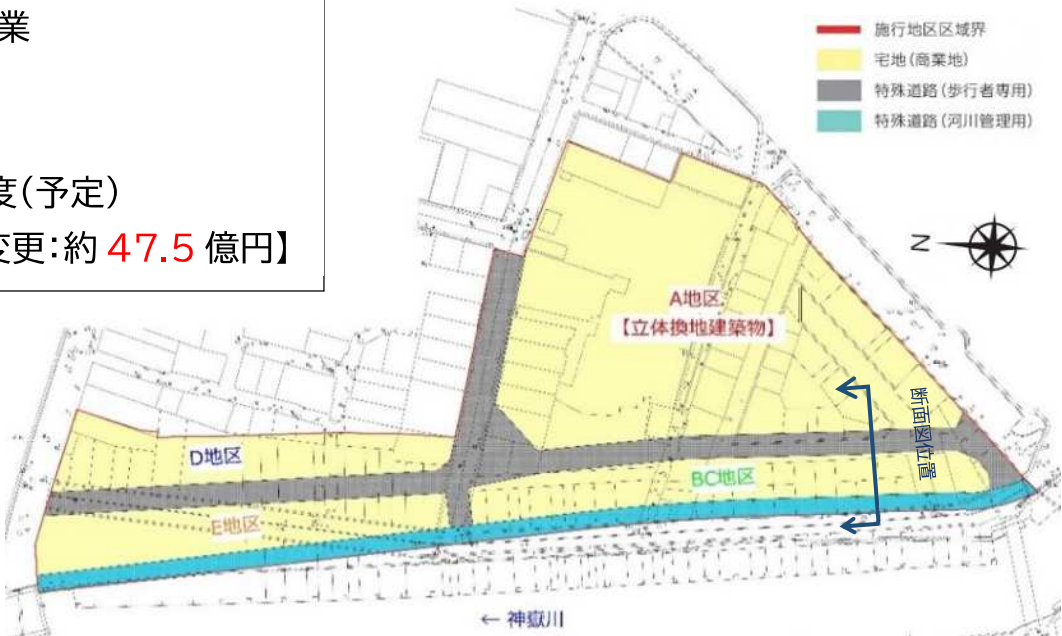 業
度(予定)
変更:約 47.5 億円】
施行地区区域界
宅地(商業地)
特殊道路(歩行者専用)
特殊道路(河川管理用)
N
A地区
【立体換地建築物】
断面図位置
D地区
BC地区
E地区
← 神嶽川